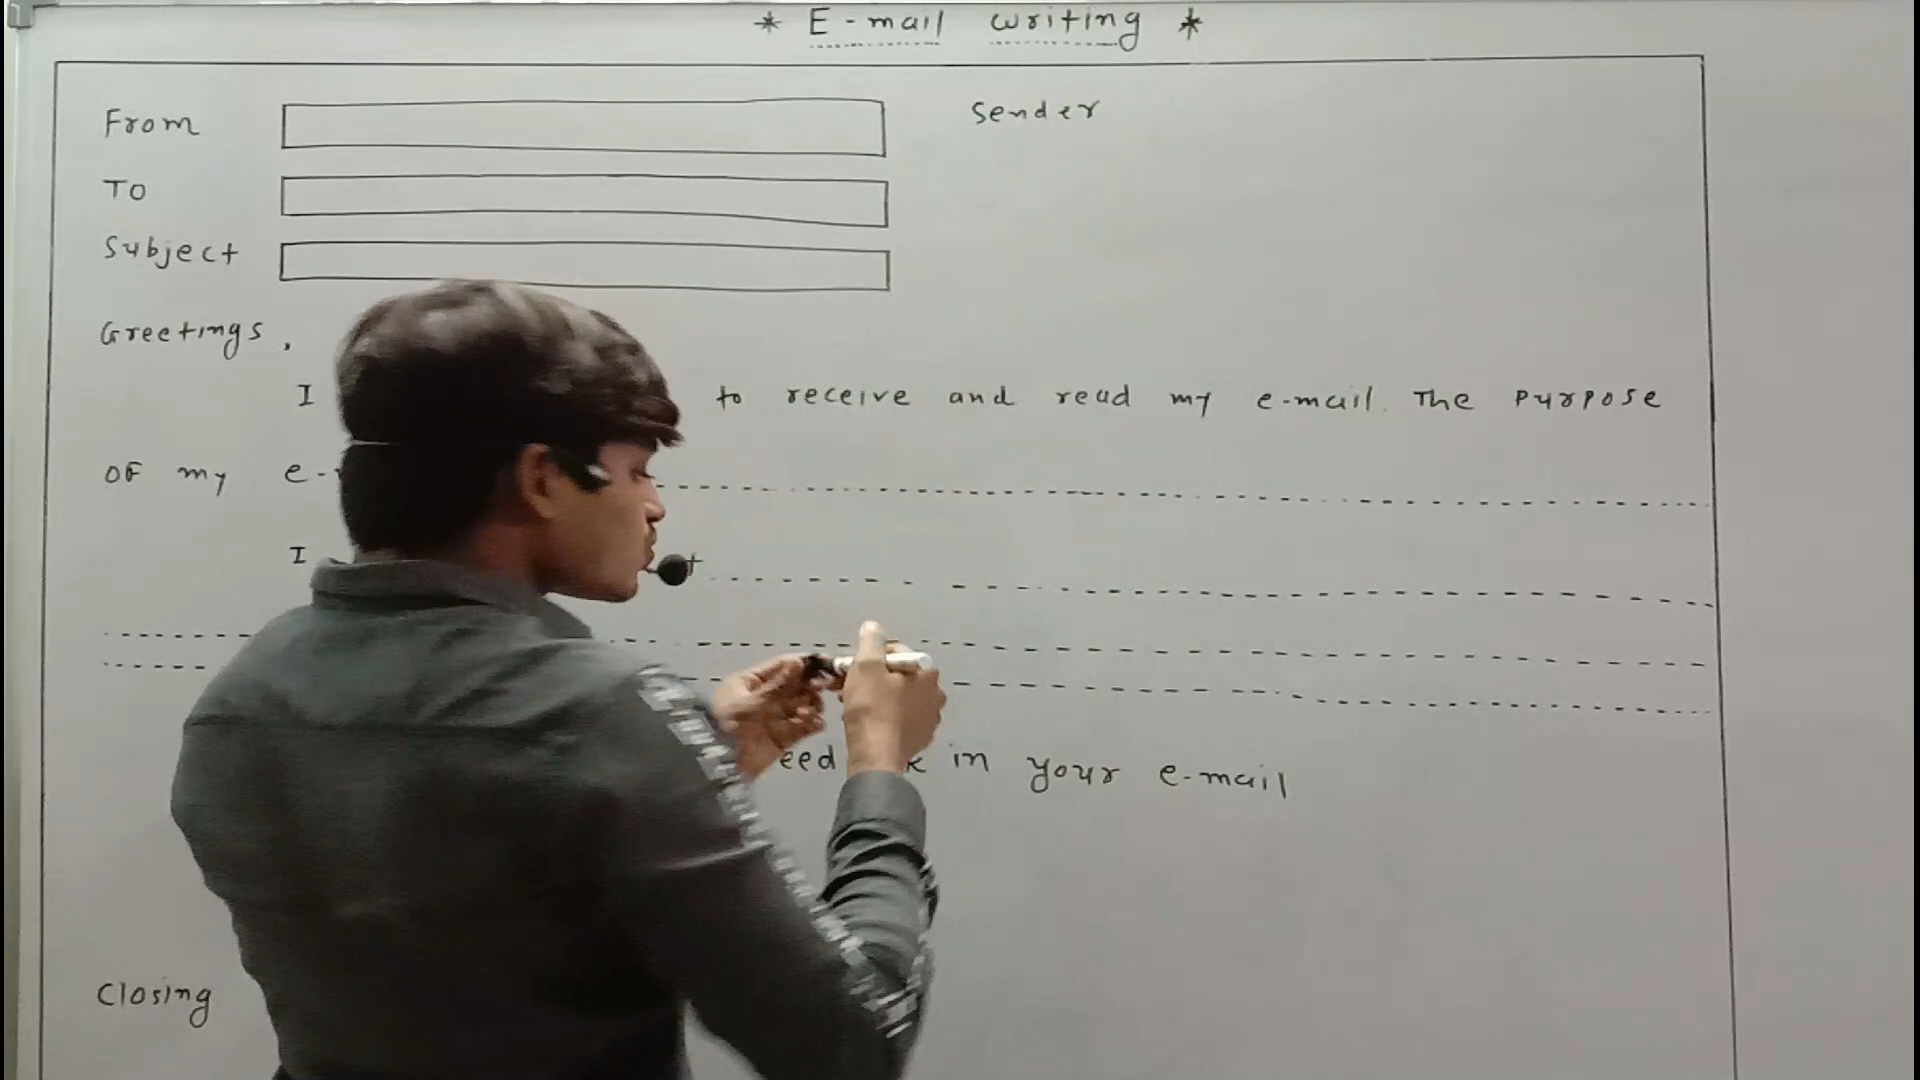 * E-mail writing *
From
Sender
To
Subject
Greetings,
I to receive and read my e-mail. The purpose
of my e-
I
in your e-mail
Closing